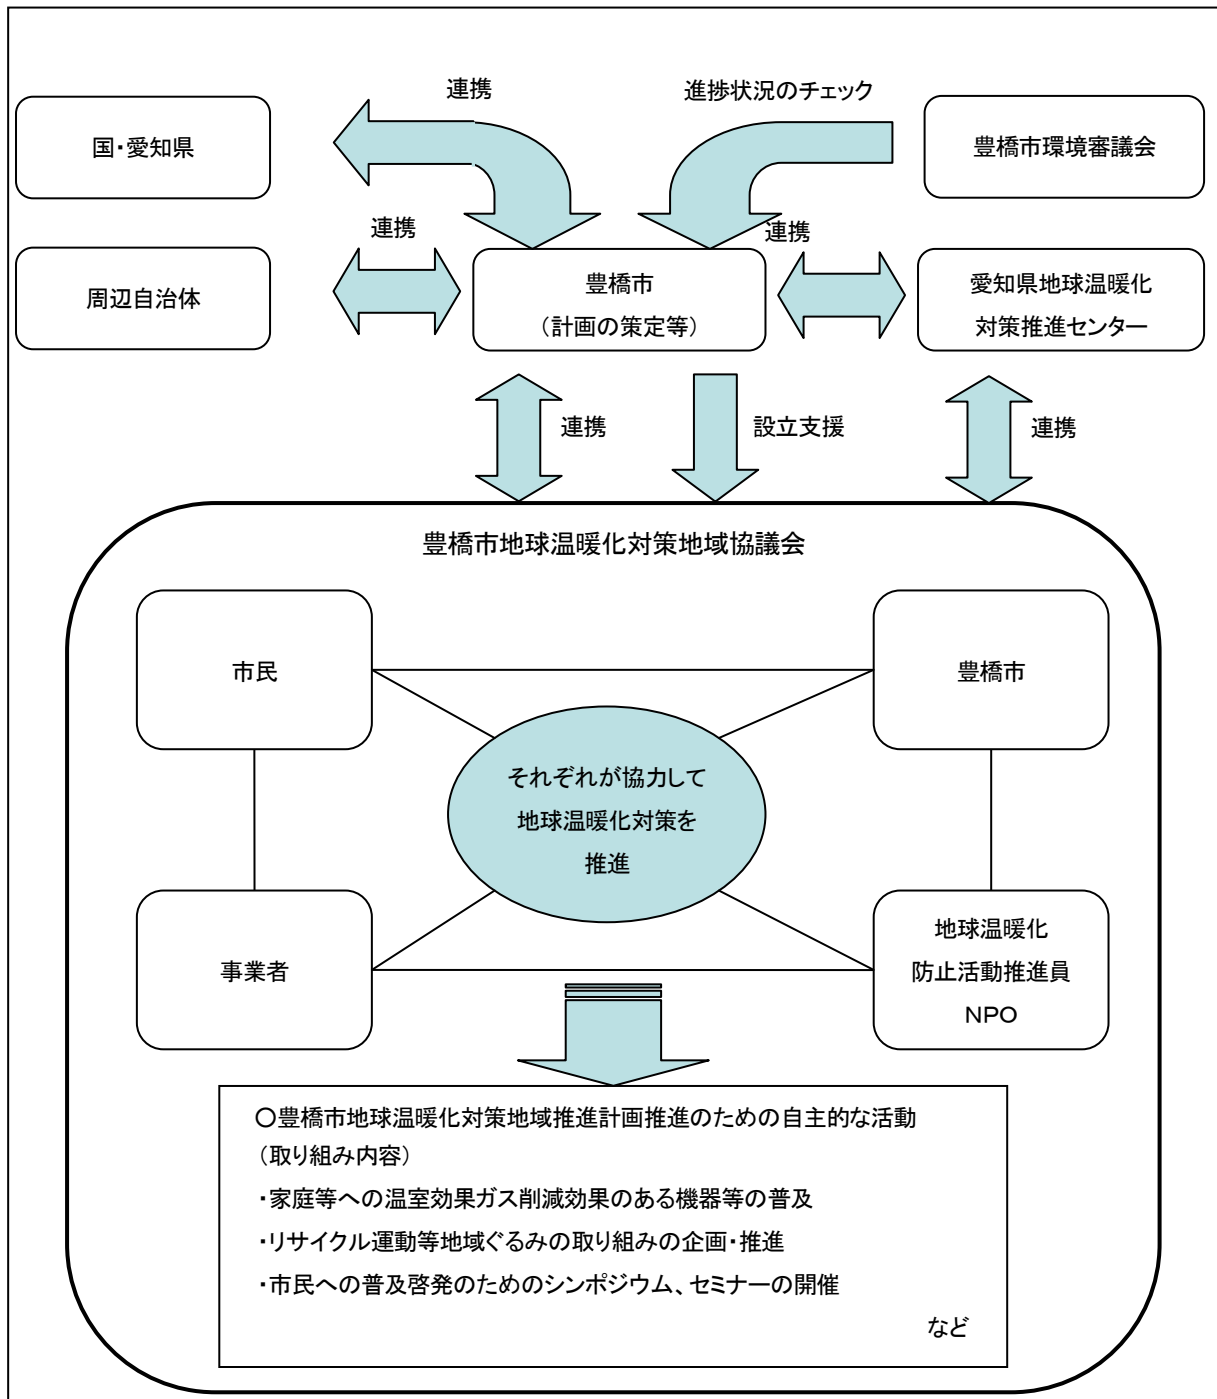 連携
進捗状況のチェック
国・愛知県
豊橋市環境審議会
連携
連携
周辺自治体
豊橋市
（計画の策定等）
愛知県地球温暖化
対策推進センター
連携
設立支援
連携
豊橋市地球温暖化対策地域協議会
市民
豊橋市
それぞれが協力して
地球温暖化対策を
推進
事業者
地球温暖化
防止活動推進員
NPO
○豊橋市地球温暖化対策地域推進計画推進のための自主的な活動
（取り組み内容）
・家庭等への温室効果ガス削減効果のある機器等の普及
・リサイクル運動等地域ぐるみの取り組みの企画・推進
・市民への普及啓発のためのシンポジウム、セミナーの開催
など